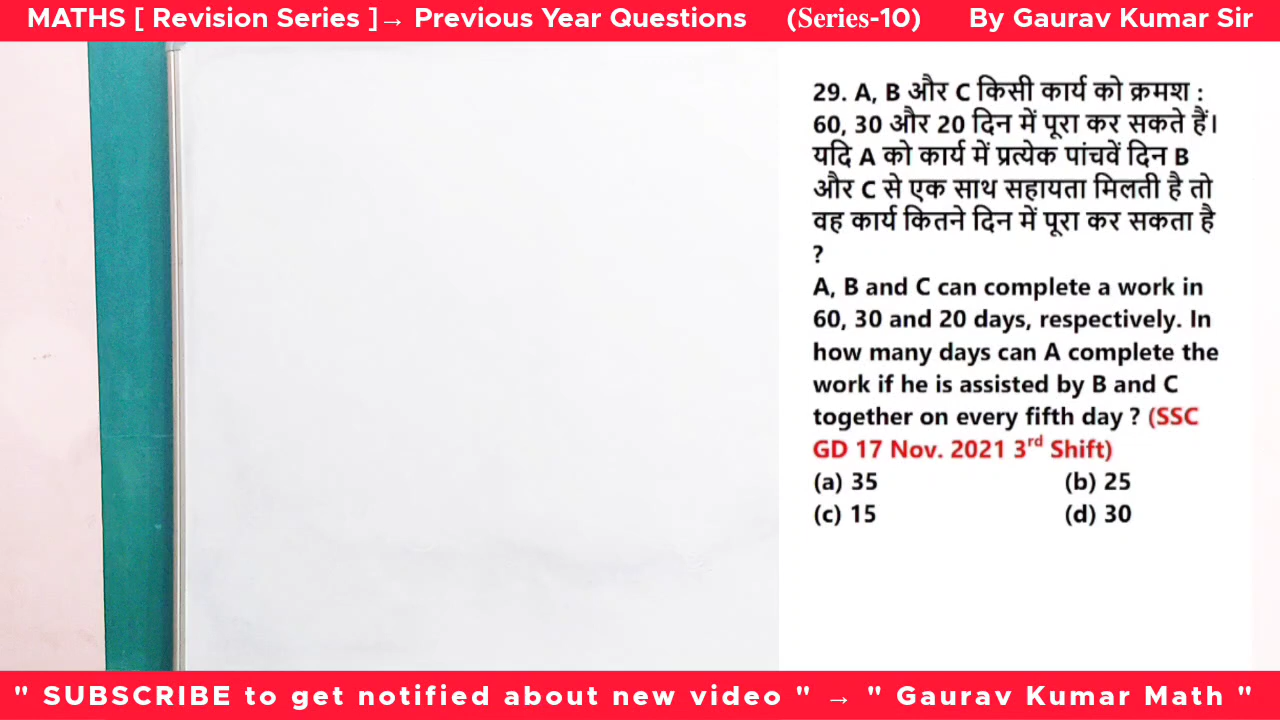 MATHS [ Revision Series ]→ Previous Year Questions (Series-10) By Gaurav Kumar Sir
29. A, B और C किसी कार्य को क्रमश :
60, 30 और 20 दिन में पूरा कर सकते हैं।
यदि A को कार्य में प्रत्येक पांचवें दिन B
और C से एक साथ सहायता मिलती है तो
वह कार्य कितने दिन में पूरा कर सकता है
?
A, B and C can complete a work in
60, 30 and 20 days, respectively. In
how many days can A complete the
work if he is assisted by B and C
together on every fifth day ? (SSC
GD 17 Nov. 2021 3rd Shift)
(a) 35 (b) 25
(c) 15 (d) 30
" SUBSCRIBE to get notified about new video " → " Gaurav Kumar Math "